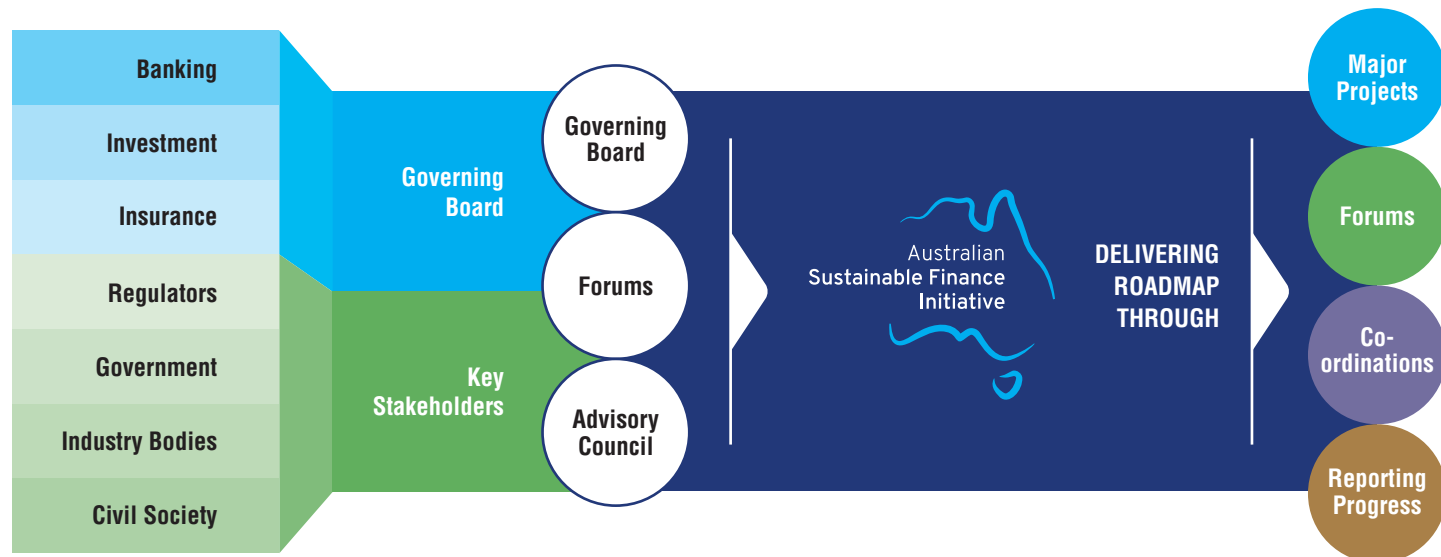 Banking
Investment
Insurance
Regulators
Government
Industry Bodies
Civil Society
Governing
Board
Key
Stakeholders
Governing
Board
Forums
Advisory
Council
Australian
Sustainable Finance
Initiative
DELIVERING
ROADMAP
THROUGH
Major
Projects
Forums
Co-
ordinations
Reporting
Progress